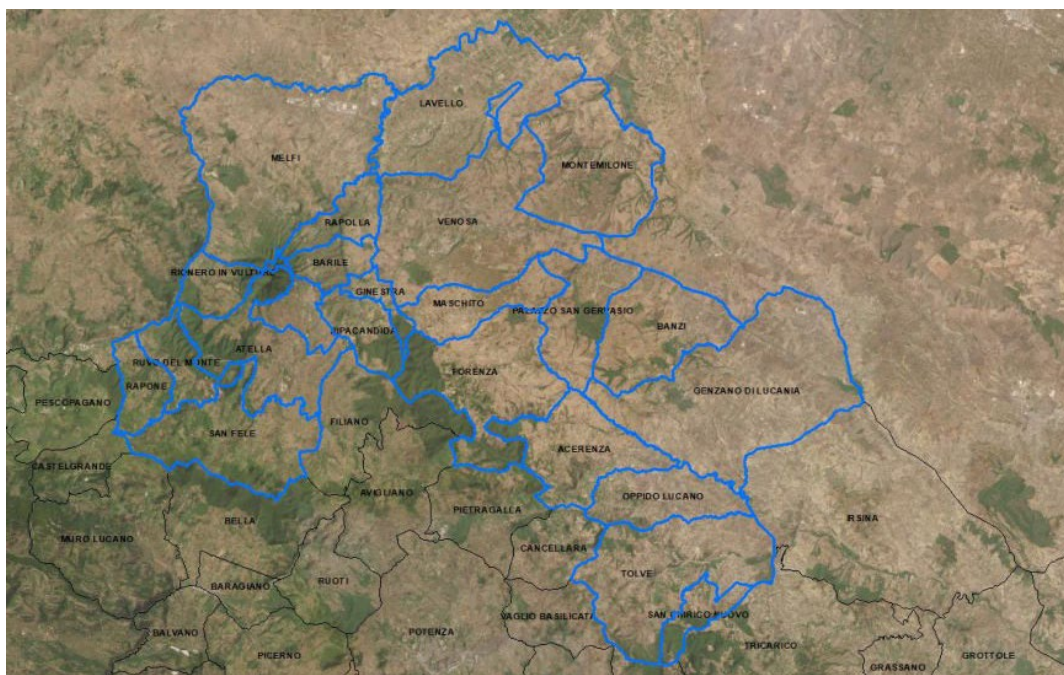 LAVELLO
MELFI
MONTEMILONE
RAPOLLA
VENOSA
BARILE
RIONERO IN VULTURE
GINESTRA
MASCHITO
PALAZZO SAN GERVASIO
RIPACANDIDA
BANZI
ATELLA
RUVO DEL MONTE
FORENZA
RAPONE
GENZANO DI LUCANIA
PESCOPAGANO
FILIANO
SAN FELE
ACERENZA
CASTELGRANDE
AVIGLIANO
OPPIDO LUCANO
PIETRAGALLA
BELLA
IRSINA
MURO LUCANO
CANCELLARA
TOLVE
RUOTI
BARAGIANO
VAGLIO BASILICATA
SAN CHIRICO NUOVO
BALVANO
POTENZA
TRICARICO
PICERNO
GROTTOLE
GRASSANO